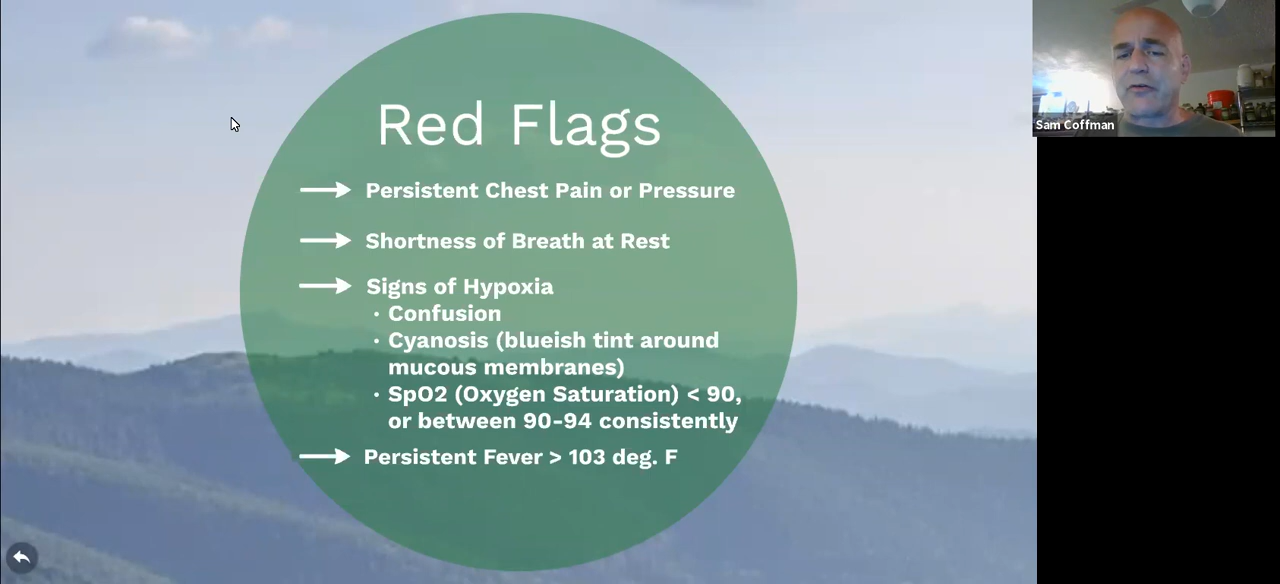 Red Flags
Persistent Chest Pain or Pressure
Shortness of Breath at Rest
Signs of Hypoxia
· Confusion
· Cyanosis (blueish tint around
mucous membranes)
· SpO2 (Oxygen Saturation) < 90,
or between 90-94 consistently
Persistent Fever > 103 deg. F
Sam Coffman